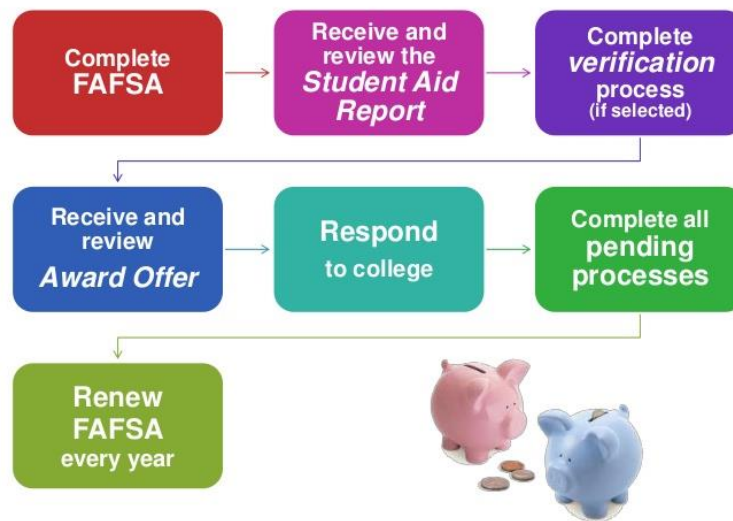 Complete
FAFSA
Receive and
review the
Student Aid
Report
Complete
verification
process
(if selected)
Receive and
review
Award Offer
Respond
to college
Complete all
pending
processes
Renew
FAFSA
every year